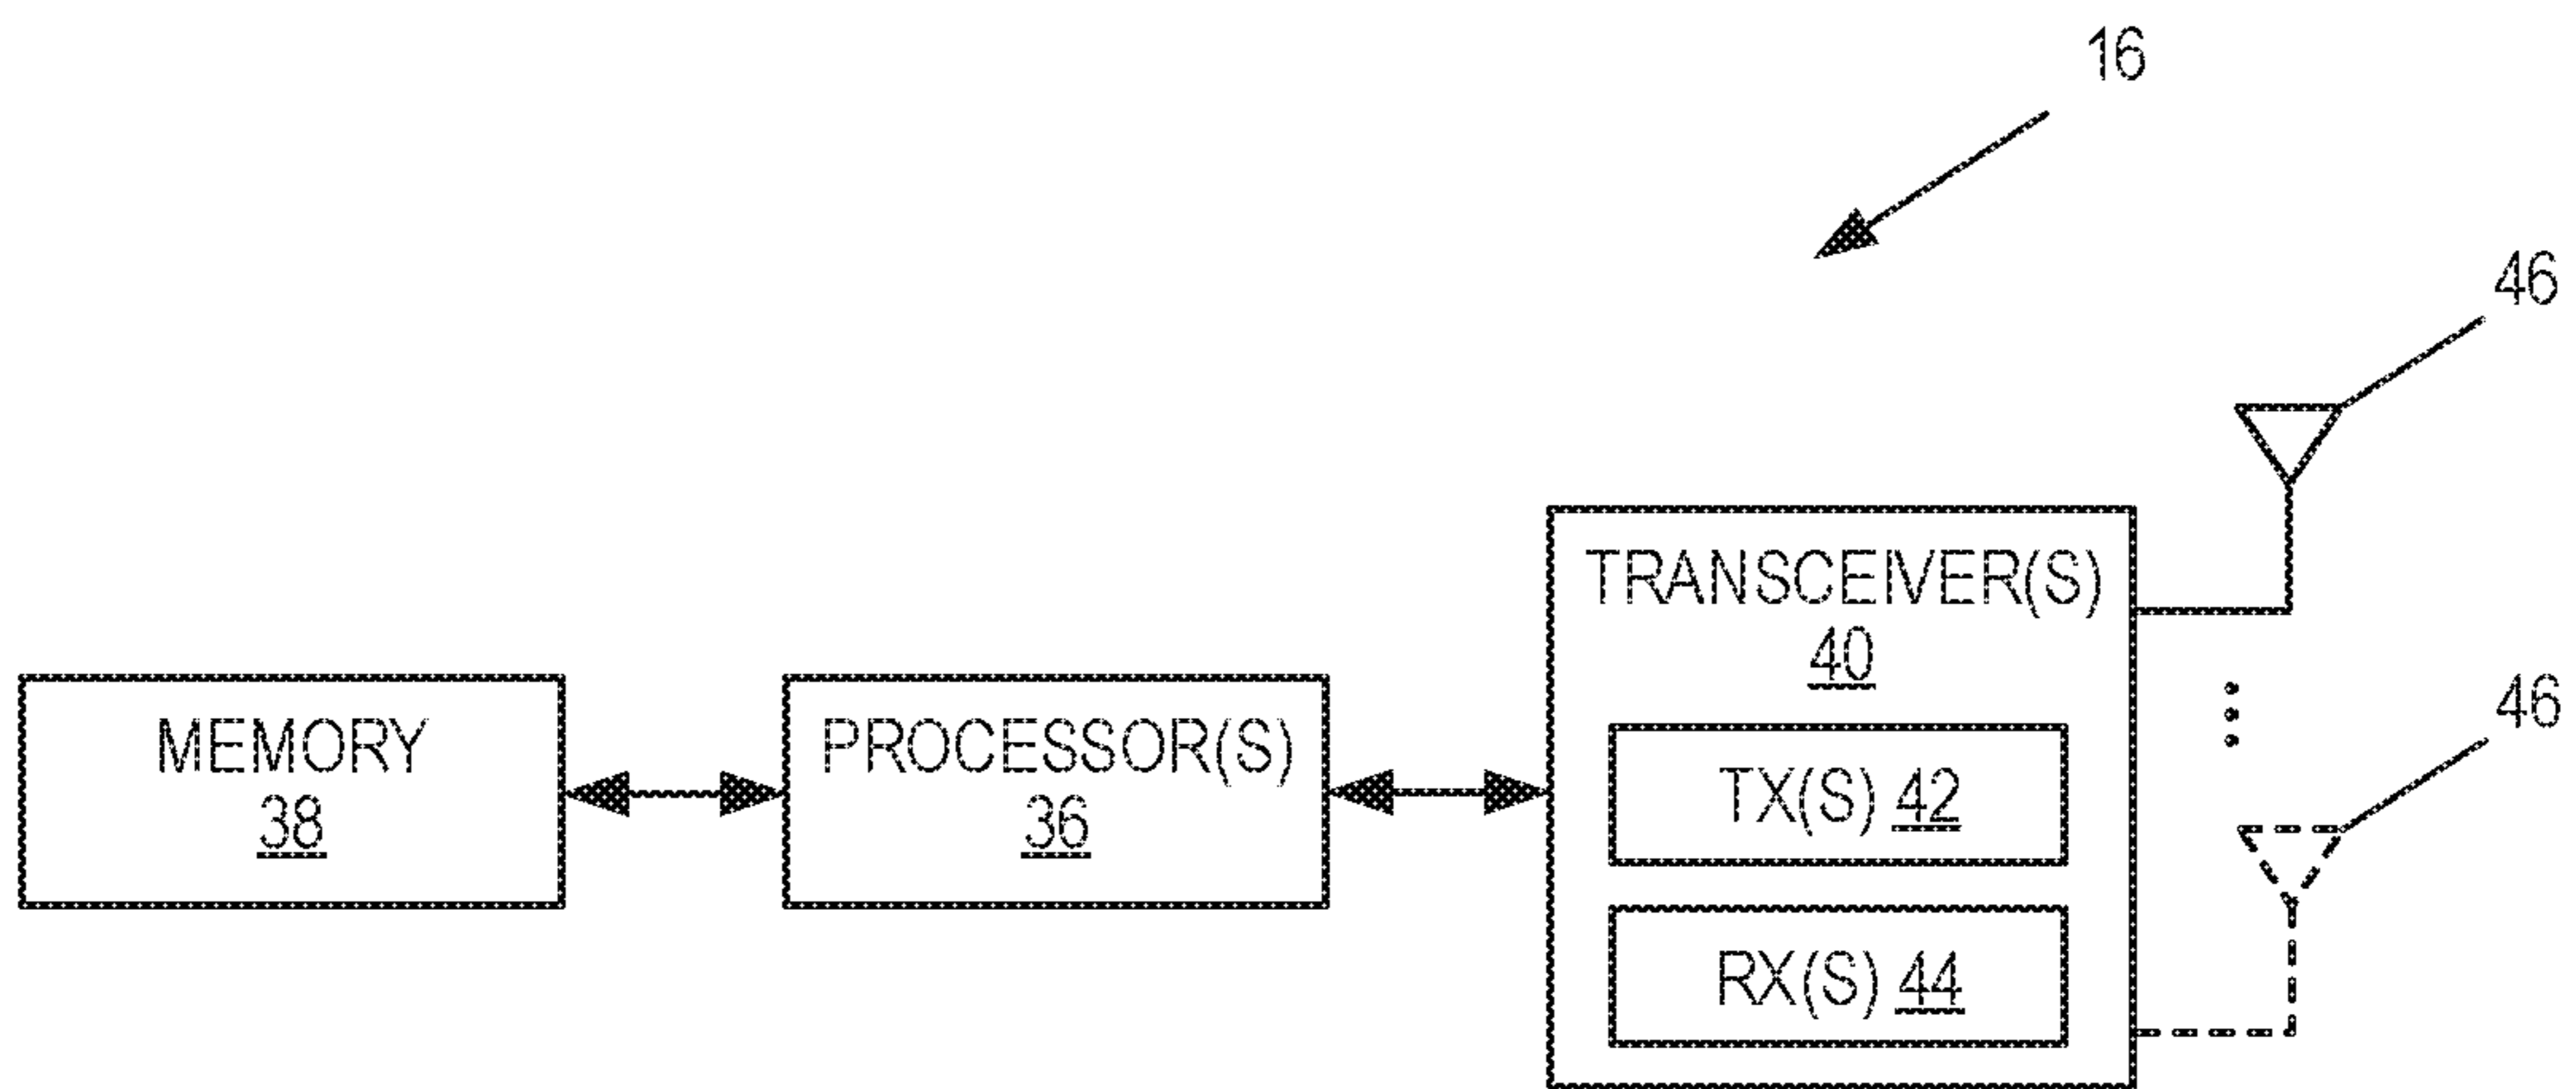 16
46
TRANSCEIVER(S)
40
46
MEMORY
38
PROCESSOR(S)
36
TX(S) 42
RX(S) 44